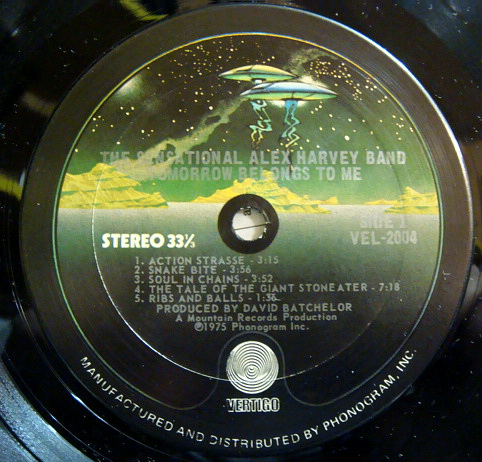 THE SENSATIONAL ALEX HARVEY BAND
TOMORROW BELONGS TO ME
SIDE 1
STEREO 33⅓
VEL-2004
1. ACTION STRASSE - 3:15
2. SNAKE BITE - 3:56
3. SOUL IN CHAINS - 3:52
4. THE TALE OF THE GIANT STONEATER - 7:18
5. RIBS AND BALLS - 1:36
PRODUCED BY DAVID BATCHELOR
A Mountain Records Production
©1975 Phonogram Inc.
VERTIGO
MANUFACTURED AND DISTRIBUTED BY PHONOGRAM, INC.